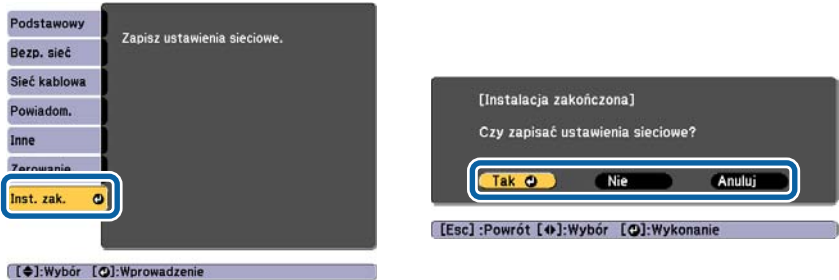 Podstawowy
Bezp. sieć
Sieć kablowa
Powiadom.
Inne
Zerowanie
Inst. zak.
Zapisz ustawienia sieciowe.
[ ]:Wybór [ ]:Wprowadzenie
[Instalacja zakończona]
Czy zapisać ustawienia sieciowe?
Tak Nie Anuluj
[Esc] :Powrót [ ]:Wybór [ ]:Wykonanie